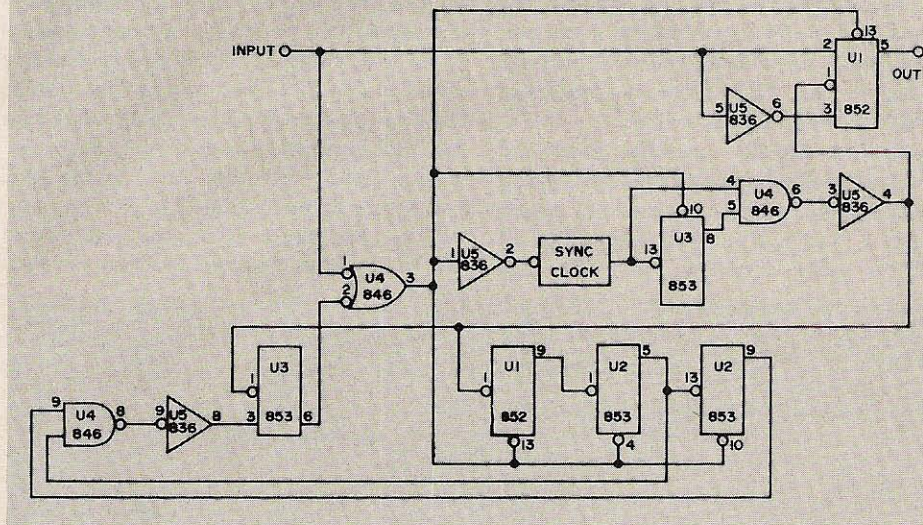 13
INPUT
2 U1 5
1
OUT
5 U5 6
836 3 852
4
10 U4 6 3 U5 4
5 846 836
1 U5 2 SYNC 13 U3 8
836 CLOCK
853
1
U4 3
2 846
U3
1
9 5 9
1 U1 1 U2 13 U2
9 U4 8 9 U5 8 3 853 6
846 836
852 853 853
13 4 10